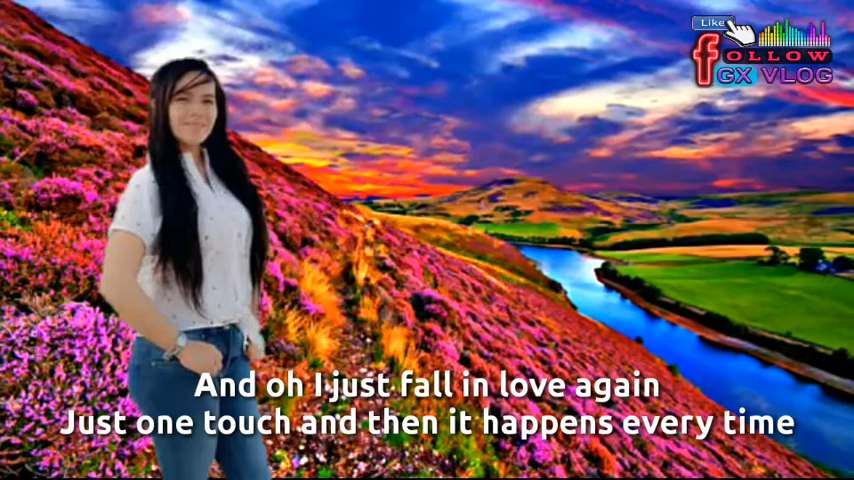 Like
fOLLOW
GX VLOG
And oh I just fall in love again
Just one touch and then it happens every time